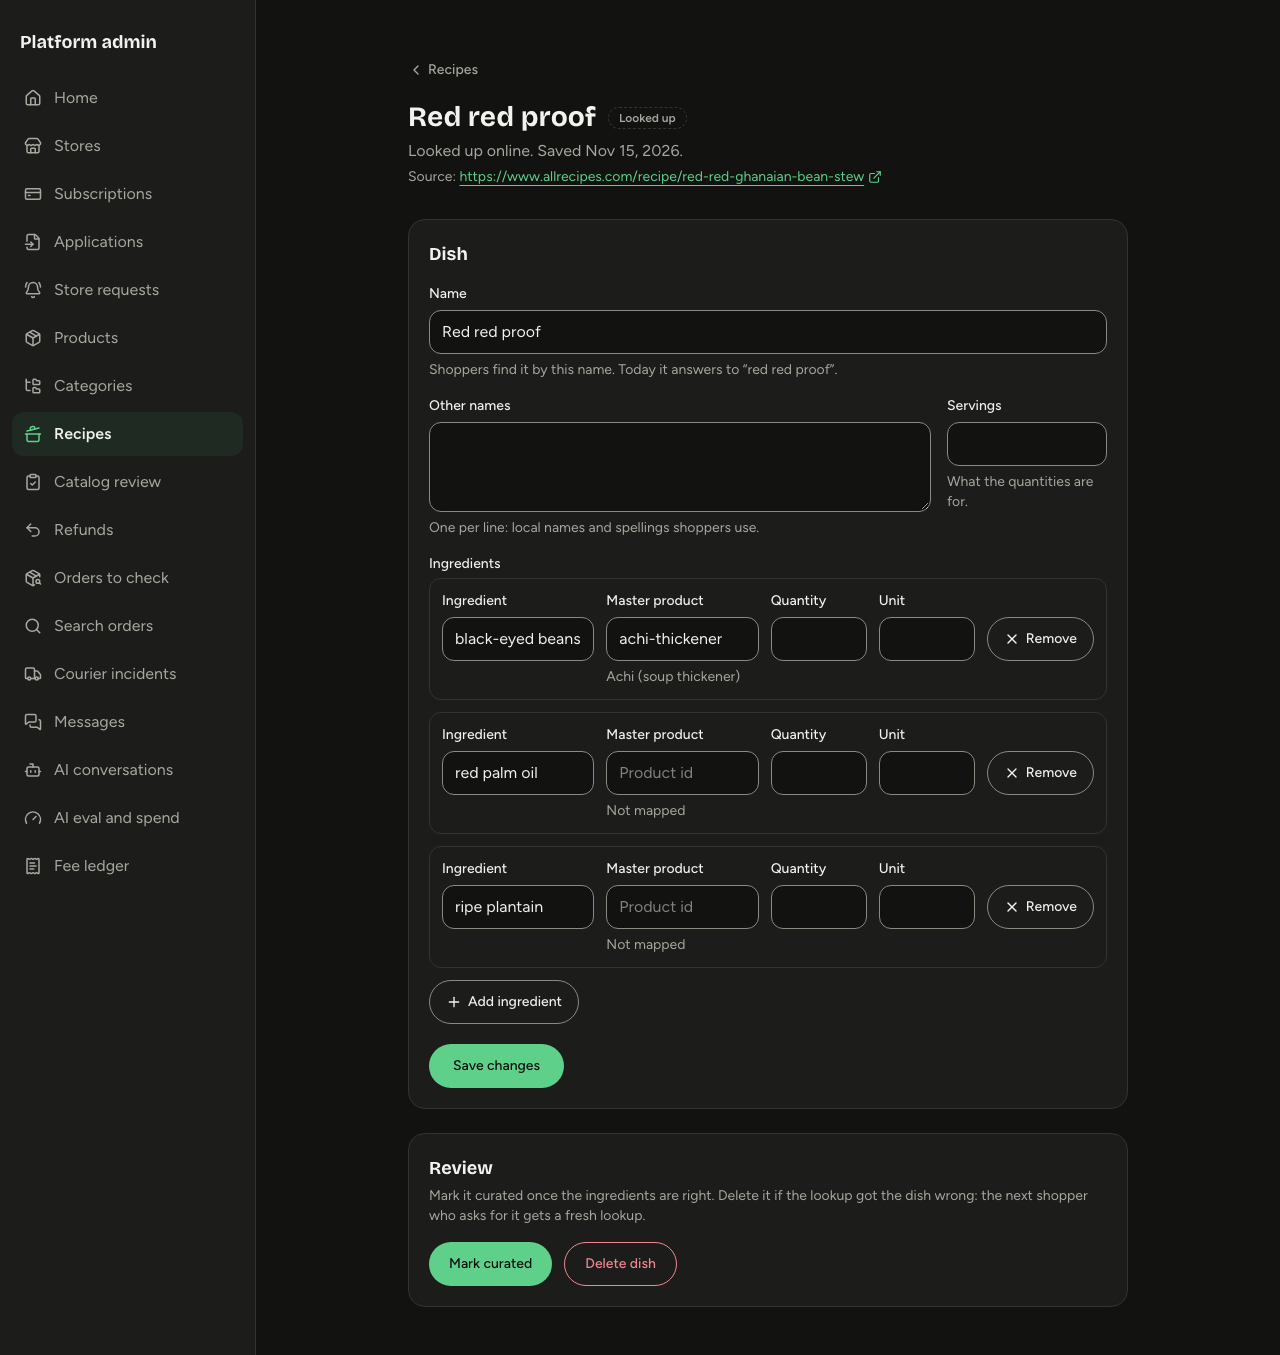 Platform admin
Home
Stores
Subscriptions
Applications
Store requests
Products
Categories
Recipes
Catalog review
Refunds
Orders to check
Search orders
Courier incidents
Messages
AI conversations
AI eval and spend
Fee ledger
Recipes
Red red proof Looked up
Looked up online. Saved Nov 15, 2026.
Source: https://www.allrecipes.com/recipe/red-red-ghanaian-bean-stew
Dish
Name
Red red proof
Shoppers find it by this name. Today it answers to “red red proof”.
Other names Servings
What the quantities are
for.
One per line: local names and spellings shoppers use.
Ingredients
Ingredient Master product Quantity Unit
black-eyed beans achi-thickener Remove
Achi (soup thickener)
Ingredient Master product Quantity Unit
red palm oil Product id Remove
Not mapped
Ingredient Master product Quantity Unit
ripe plantain Product id Remove
Not mapped
Add ingredient
Save changes
Review
Mark it curated once the ingredients are right. Delete it if the lookup got the dish wrong: the next shopper
who asks for it gets a fresh lookup.
Mark curated Delete dish